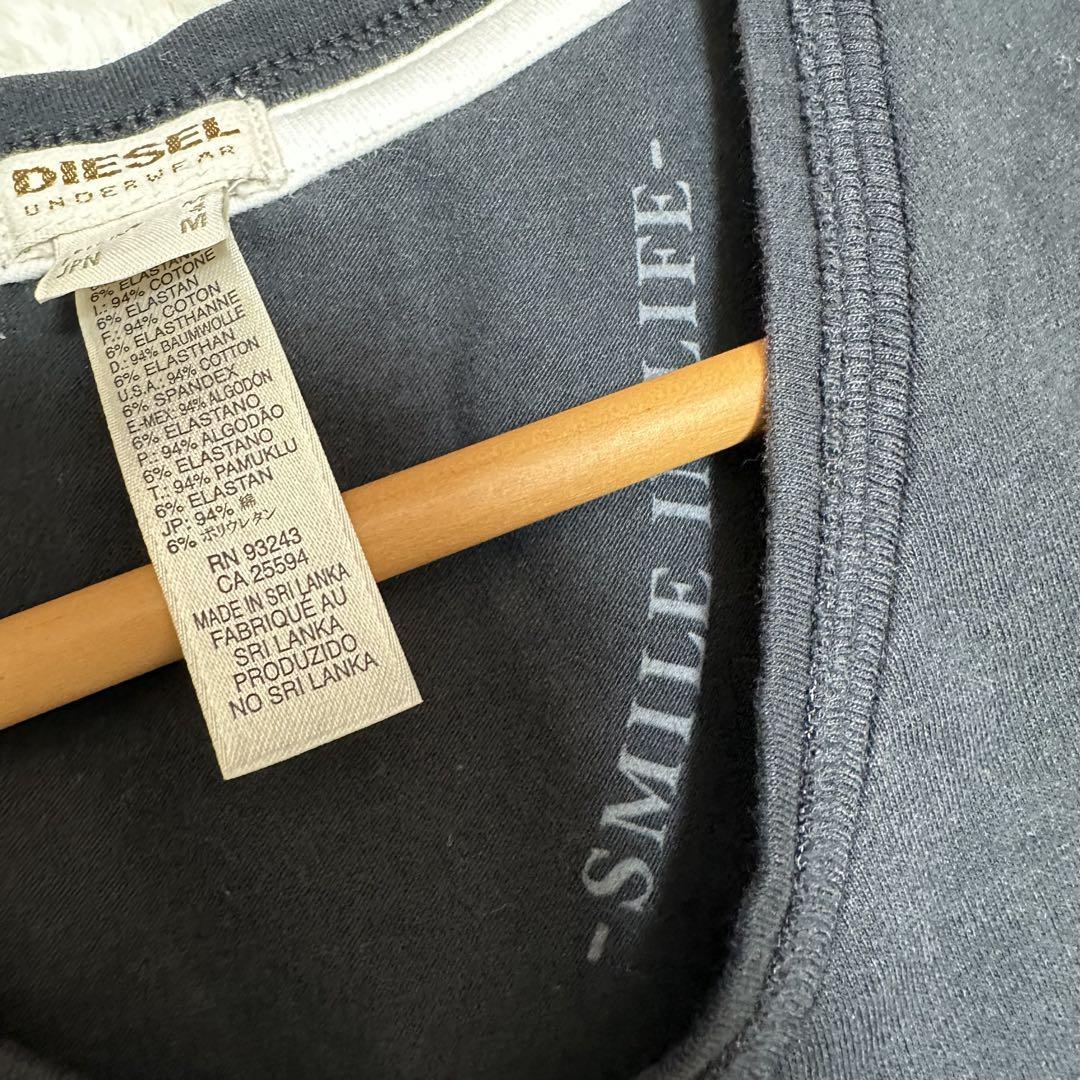 DIESEL
UNDERWEAR
JPN M
6% ELASTAN
I.: 94% COTONE
6% ELASTAN
F.: 94% COTON
6% ELASTHANNE
D.: 94% BAUMWOLLE
6% ELASTHAN
U.S.A.: 94% COTTON
6% SPANDEX
E-MEX: 94% ALGODÓN
6% ELASTANO
P.: 94% ALGODÃO
6% ELASTANO
T.: 94% PAMUKLU
6% ELASTAN
JP: 94% 綿
6% ポリウレタン
RN 93243
CA 25594
MADE IN SRI LANKA
FABRIQUE AU
SRI LANKA
PRODUZIDO
NO SRI LANKA
-SMILE LIFE-